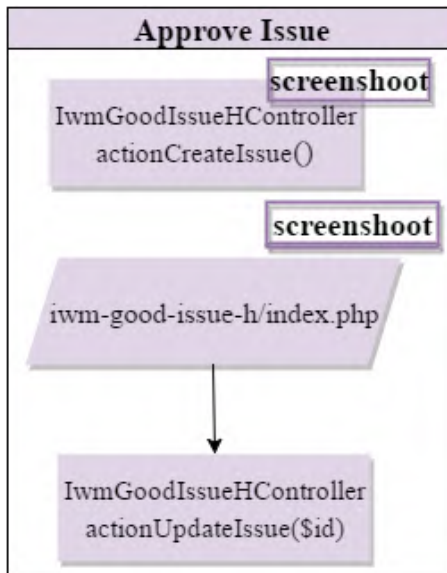 Approve Issue
screenshoot
IwmGoodIssueHController
actionCreateIssue()
screenshoot
iwm-good-issue-h/index.php
IwmGoodIssueHController
actionUpdateIssue($id)